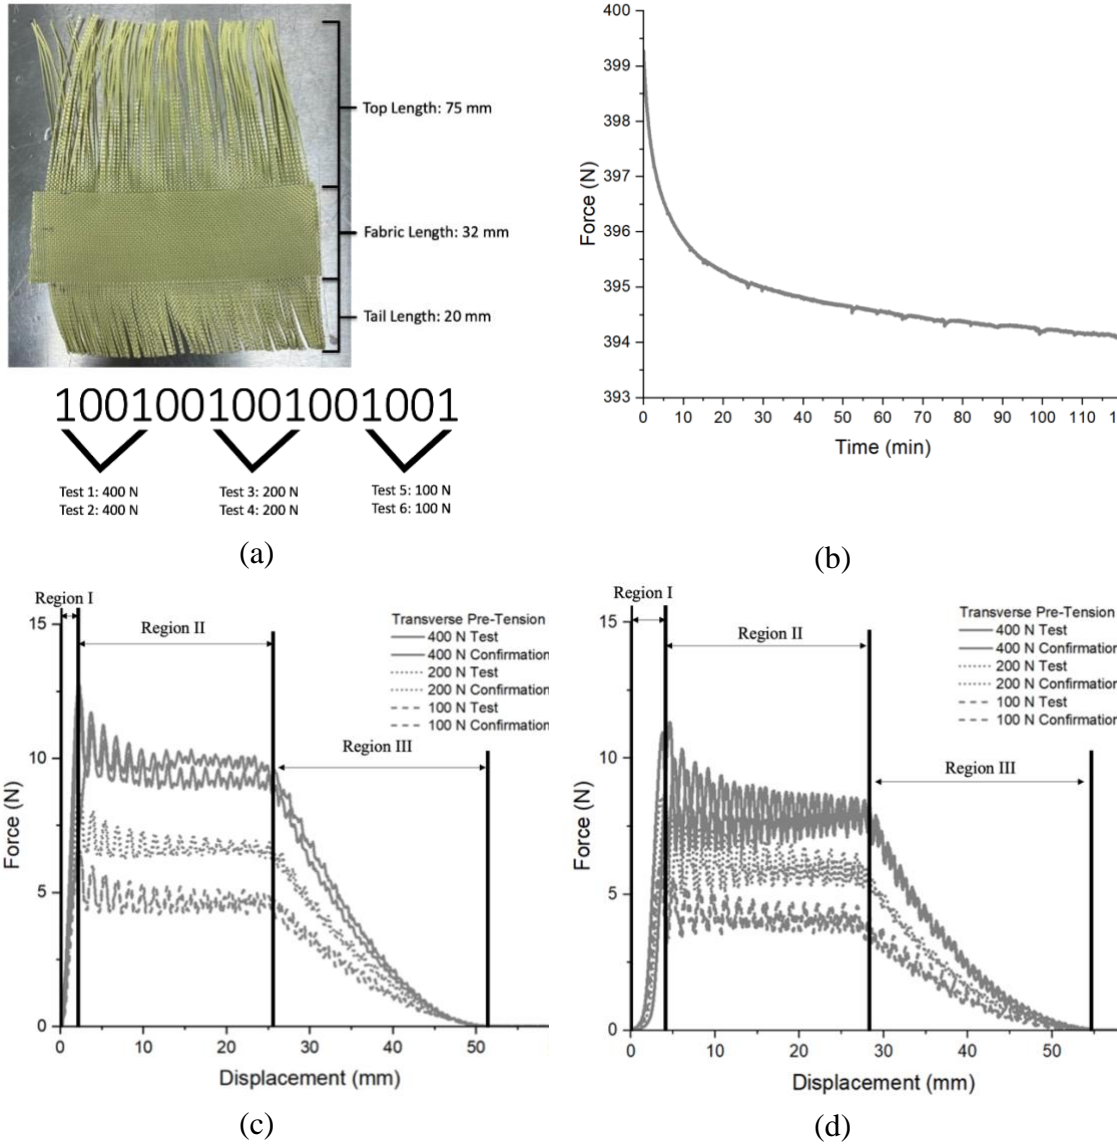 Top Length: 75 mm
Fabric Length: 32 mm
Tail Length: 20 mm
1001001001001001
Test 1: 400 N
Test 2: 400 N
Test 3: 200 N
Test 4: 200 N
Test 5: 100 N
Test 6: 100 N
(a)
400
399
398
397
396
395
394
393
Force (N)
0 10 20 30 40 50 60 70 80 90 100 110 1
Time (min)
(b)
Region I
Region II
Region III
Transverse Pre-Tension
400 N Test
400 N Confirmation
200 N Test
200 N Confirmation
100 N Test
100 N Confirmation
15
10
5
0
Force (N)
0 10 20 30 40 50
Displacement (mm)
(c)
Region I
Region II
Region III
Transverse Pre-Tension
400 N Test
400 N Confirmation
200 N Test
200 N Confirmation
100 N Test
100 N Confirmation
15
10
5
0
Force (N)
0 10 20 30 40 50
Displacement (mm)
(d)